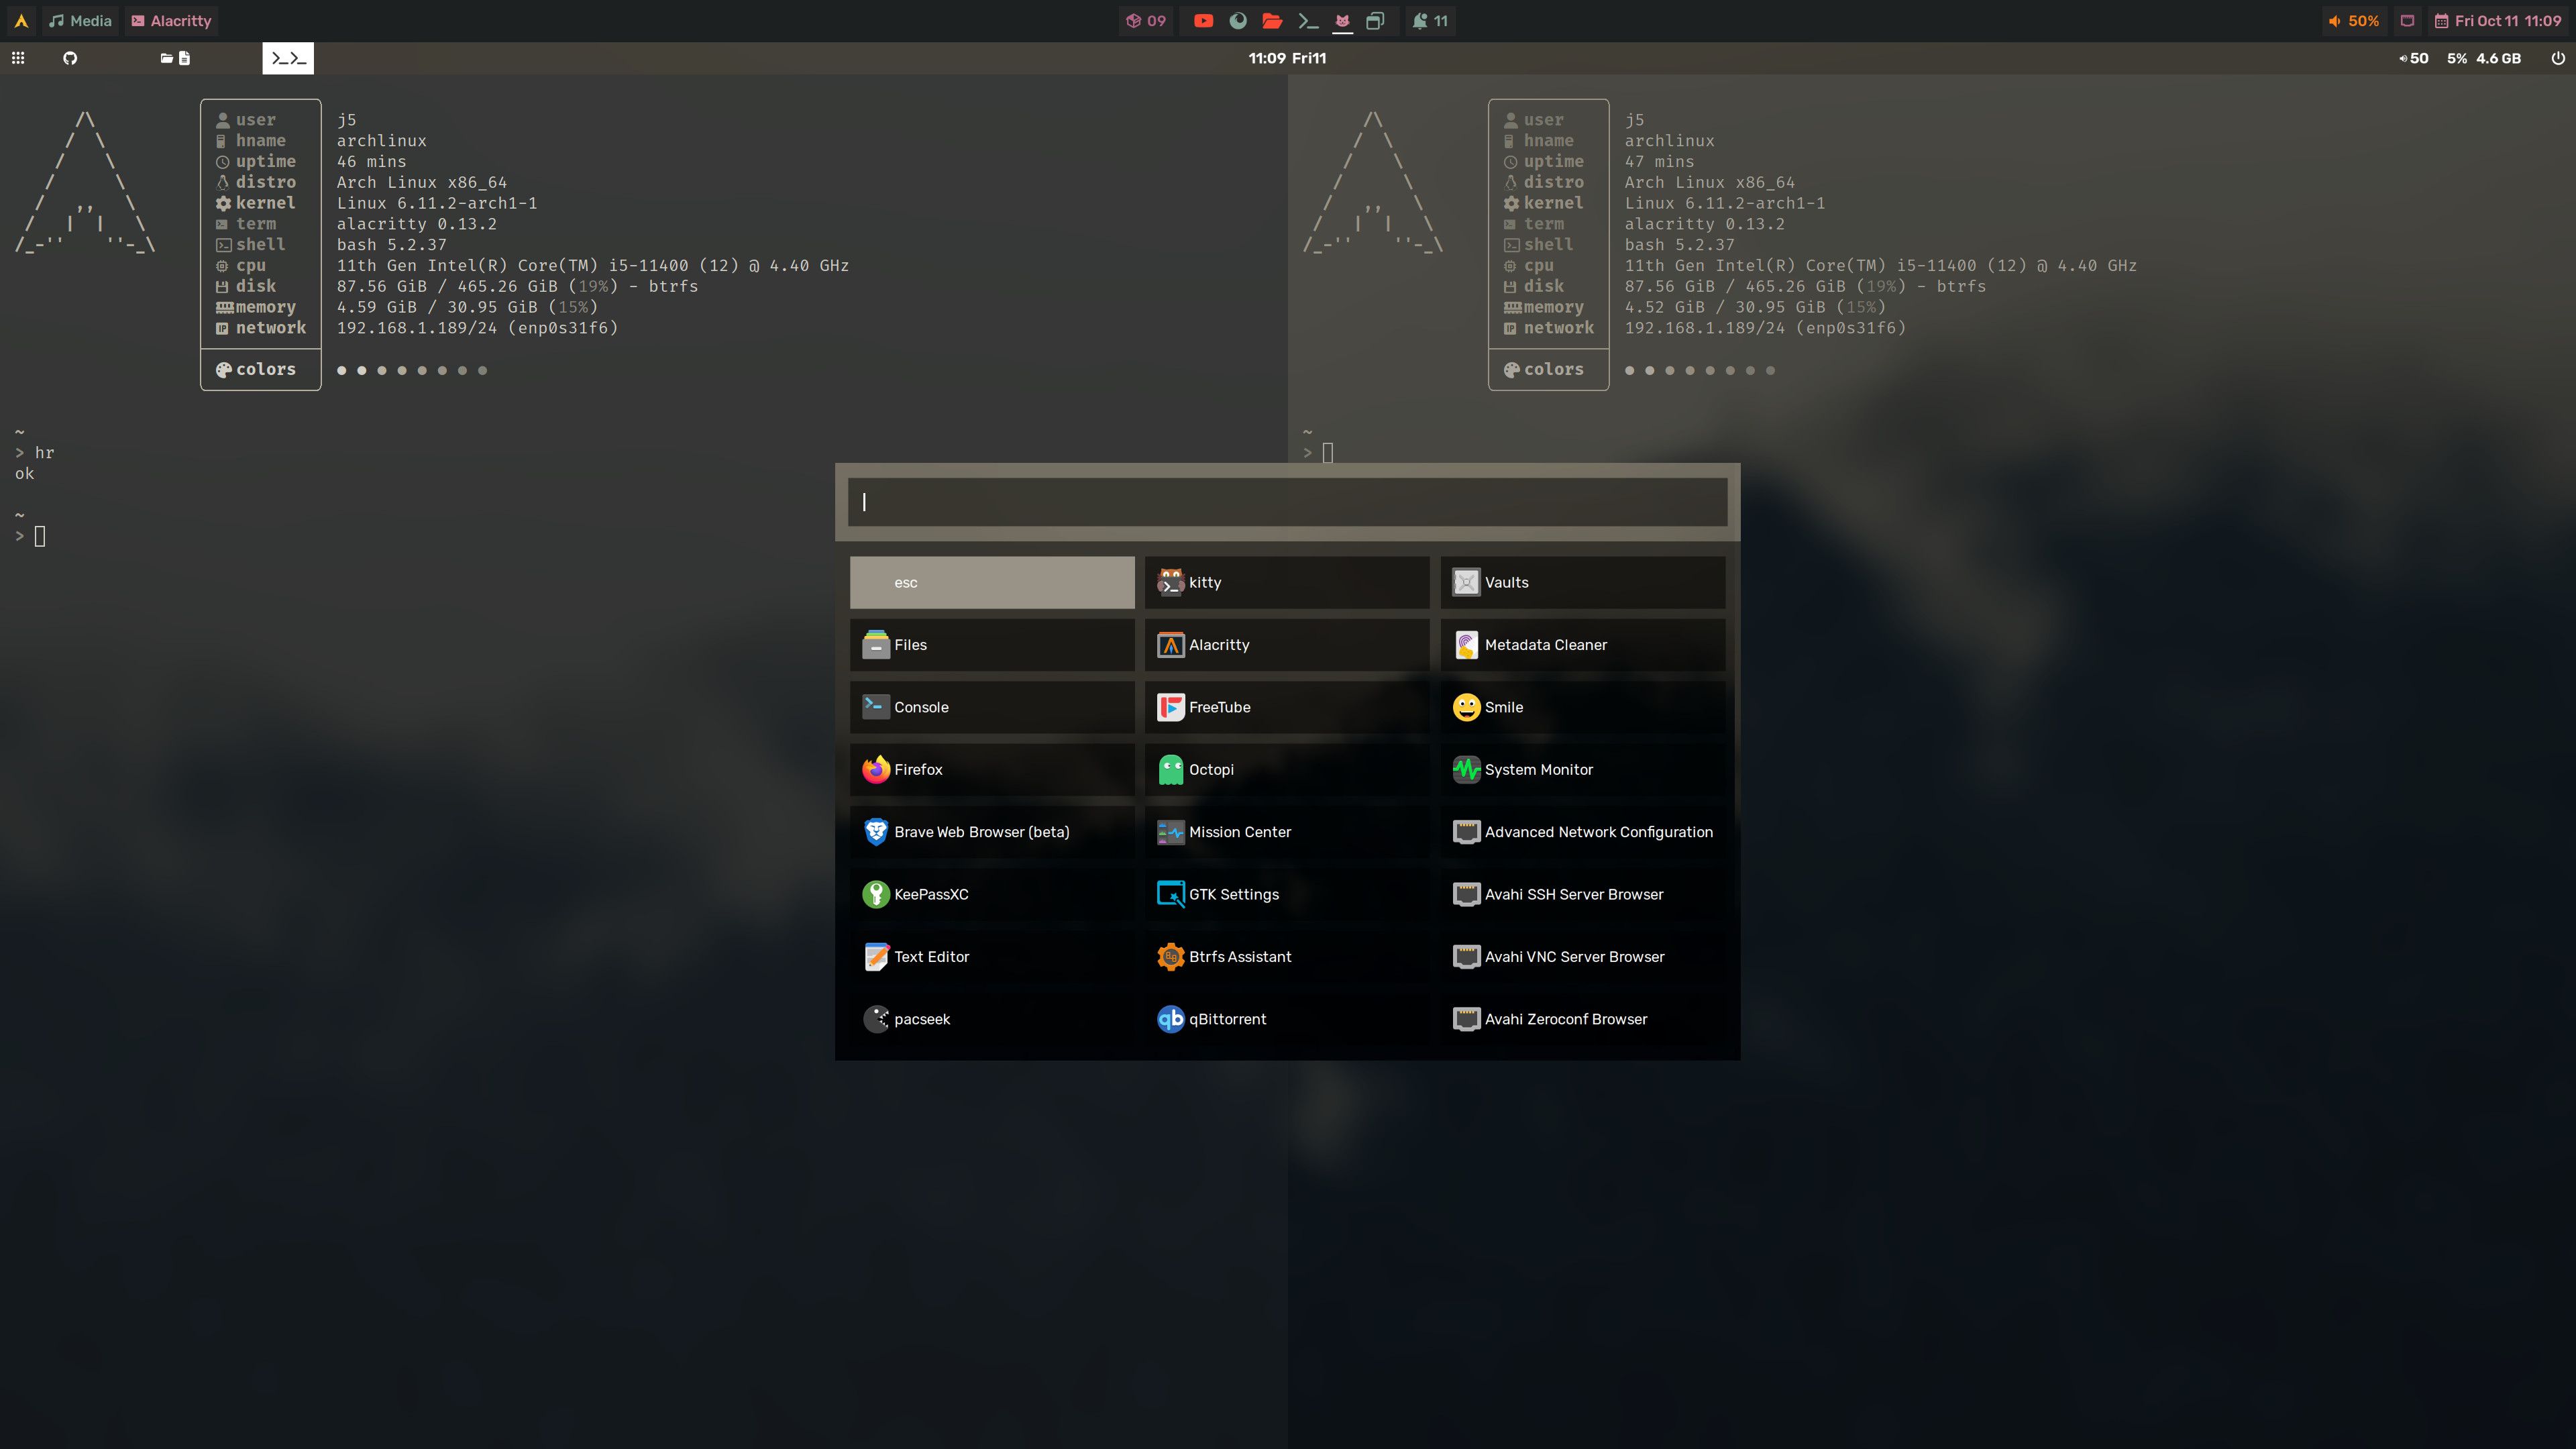 Media Alacritty 09 11 50% Fri Oct 11 11:09
>_>_ 11:09 Fri11 50 5% 4.6 GB
user j5
hname archlinux
uptime 46 mins
distro Arch Linux x86_64
kernel Linux 6.11.2-arch1-1
term alacritty 0.13.2
shell bash 5.2.37
cpu 11th Gen Intel(R) Core(TM) i5-11400 (12) @ 4.40 GHz
disk 87.56 GiB / 465.26 GiB (19%) - btrfs
memory 4.59 GiB / 30.95 GiB (15%)
network 192.168.1.189/24 (enp0s31f6)
colors
~
> hr
ok
~
>
user j5
hname archlinux
uptime 47 mins
distro Arch Linux x86_64
kernel Linux 6.11.2-arch1-1
term alacritty 0.13.2
shell bash 5.2.37
cpu 11th Gen Intel(R) Core(TM) i5-11400 (12) @ 4.40 GHz
disk 87.56 GiB / 465.26 GiB (19%) - btrfs
memory 4.52 GiB / 30.95 GiB (15%)
network 192.168.1.189/24 (enp0s31f6)
colors
~
>
esc kitty Vaults
Files Alacritty Metadata Cleaner
Console FreeTube Smile
Firefox Octopi System Monitor
Brave Web Browser (beta) Mission Center Advanced Network Configuration
KeePassXC GTK Settings Avahi SSH Server Browser
Text Editor Btrfs Assistant Avahi VNC Server Browser
pacseek qBittorrent Avahi Zeroconf Browser